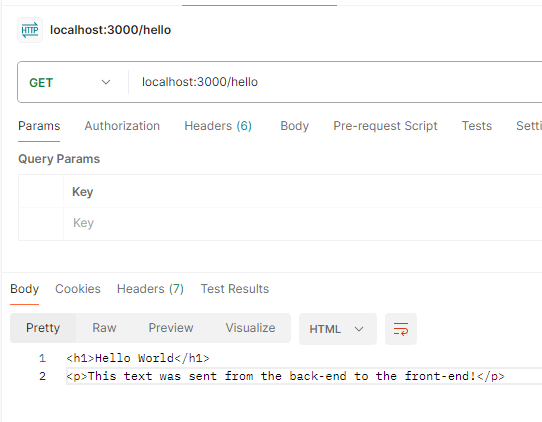 HTTP localhost:3000/hello
GET localhost:3000/hello
Params Authorization Headers (6) Body Pre-request Script Tests Setti
Query Params
Key
Key
Body Cookies Headers (7) Test Results
Pretty Raw Preview Visualize HTML
1 <h1>Hello World</h1>
2 <p>This text was sent from the back-end to the front-end!</p>